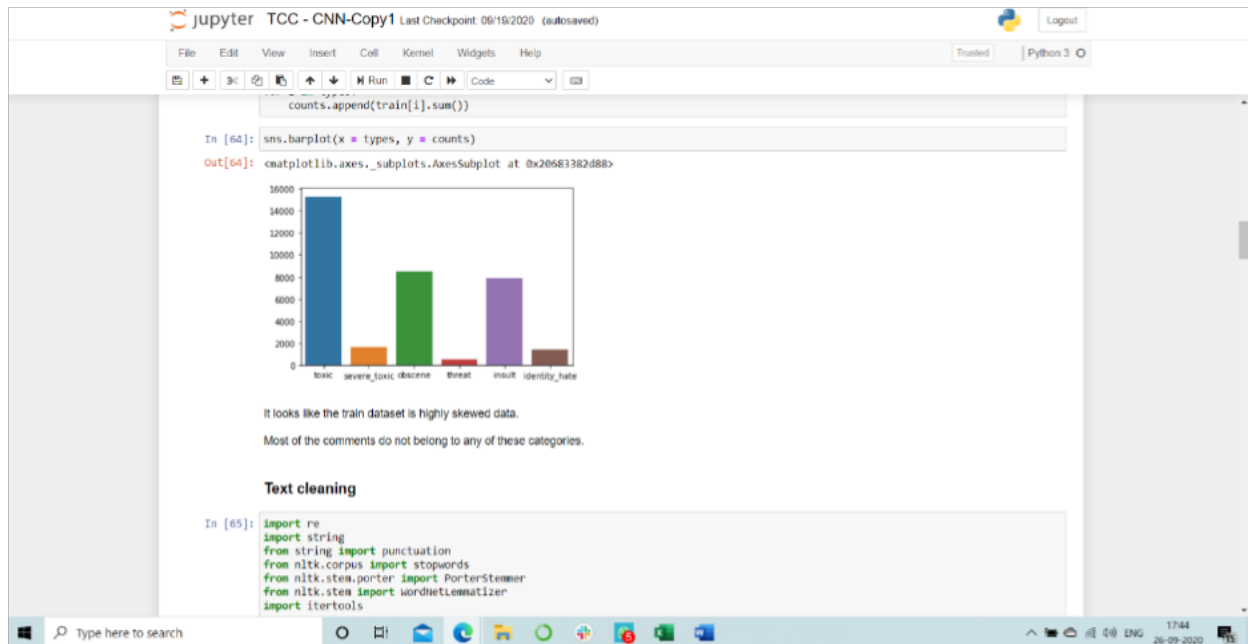 jupyter TCC - CNN-Copy1 Last Checkpoint: 09/19/2020 (autosaved)
Logout
File Edit View Insert Cell Kernel Widgets Help
Trusted
Python 3
Run
Code
counts.append(train[i].sum())
In [64]: sns.barplot(x = types, y = counts)
Out[64]: <matplotlib.axes._subplots.AxesSubplot at 0x20683382d88>
16000
14000
12000
10000
8000
6000
4000
2000
0
toxic severe_toxic obscene threat insult identity_hate
It looks like the train dataset is highly skewed data.
Most of the comments do not belong to any of these categories.
Text cleaning
In [65]: import re
import string
from string import punctuation
from nltk.corpus import stopwords
from nltk.stem.porter import PorterStemmer
from nltk.stem import WordNetLemmatizer
import itertools
Type here to search
ENG
17:44
26-09-2020